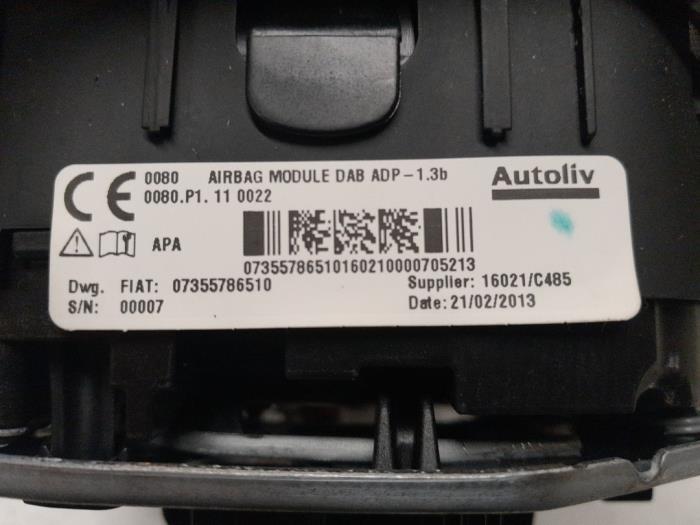 CE 0080 AIRBAG MODULE DAB ADP-1.3b Autoliv
0080.P1. 11 0022
APA
07355786510160210000705213
Dwg. FIAT: 07355786510 Supplier: 16021/C485
S/N: 00007 Date: 21/02/2013